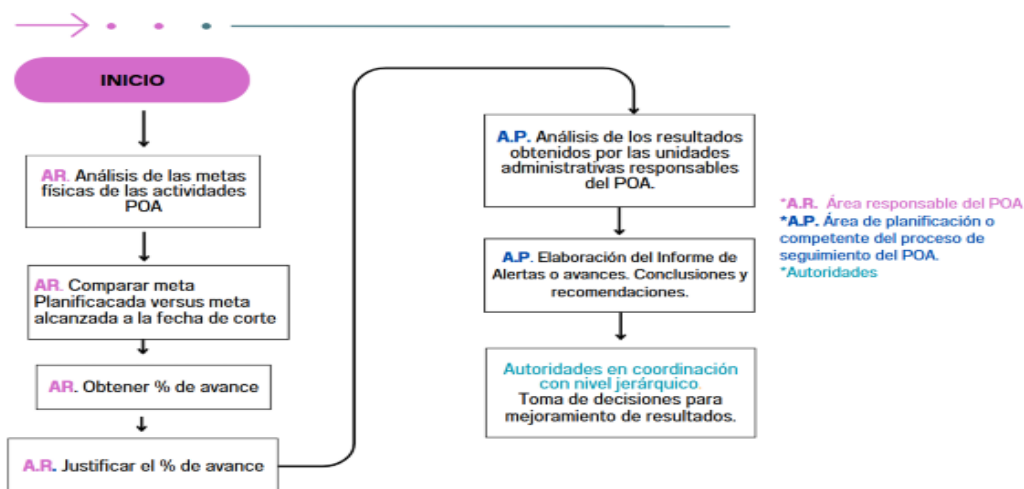 INICIO
AR. Análisis de las metas
físicas de las actividades
POA
AR. Comparar meta
Planificacada versus meta
alcanzada a la fecha de corte
AR. Obtener % de avance
A.R. Justificar el % de avance
A.P. Análisis de los resultados
obtenidos por las unidades
administrativas responsables
del POA.
A.P. Elaboración del Informe de
Alertas o avances. Conclusiones y
recomendaciones.
Autoridades en coordinación
con nivel jerárquico.
Toma de decisiones para
mejoramiento de resultados.
*A.R. Área responsable del POA
*A.P. Área de planificación o
competente del proceso de
seguimiento del POA.
*Autoridades